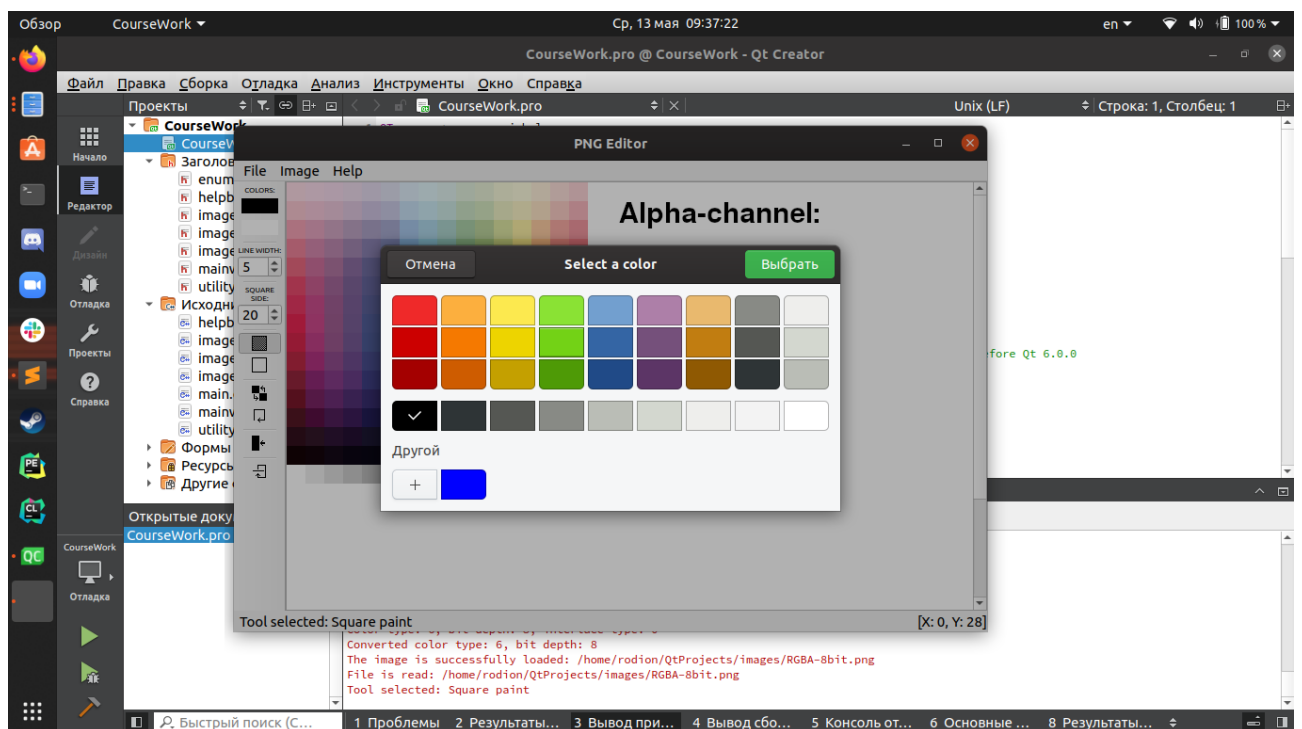 Обзор CourseWork Ср, 13 мая 09:37:22 en 100 %
CourseWork.pro @ CourseWork - Qt Creator
Файл Правка Сборка Отладка Анализ Инструменты Окно Справка
Проекты CourseWork.pro Unix (LF) Строка: 1, Столбец: 1
Начало
Редактор
Дизайн
Отладка
Проекты
Справка
CourseWork
Отладка
CourseWork
CourseW
Заголов
enum
helpb
image
image
image
mainw
utility
Исходни
helpb
image
image
image
main.
mainw
utility
Формы
Ресурсы
Другие
Открытые доку
CourseWork.pro
PNG Editor
File Image Help
COLORS:
LINE WIDTH:
5
SQUARE SIDE:
20
Alpha-channel:
Отмена Select a color Выбрать
Другой
Tool selected: Square paint [X: 0, Y: 28]
fore Qt 6.0.0
Converted color type: 6, bit depth: 8
The image is successfully loaded: /home/rodion/QtProjects/images/RGBA-8bit.png
File is read: /home/rodion/QtProjects/images/RGBA-8bit.png
Tool selected: Square paint
Быстрый поиск (С... 1 Проблемы 2 Результаты... 3 Вывод при... 4 Вывод сбо... 5 Консоль от... 6 Основные ... 8 Результаты...